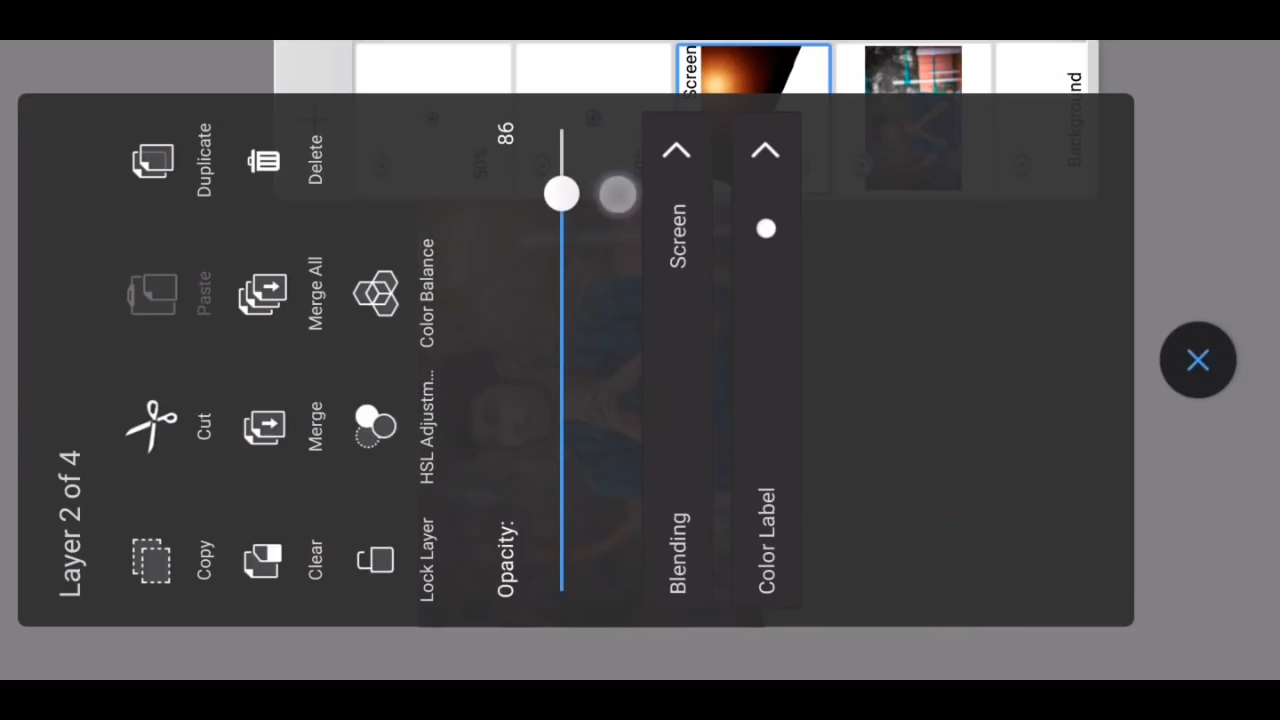 Layer 2 of 4
Copy
Cut
Paste
Duplicate
Clear
Merge
Merge All
Delete
Lock Layer
HSL Adjustm...
Color Balance
Opacity:
86
Blending
Screen
Color Label
50%
Screen
Background